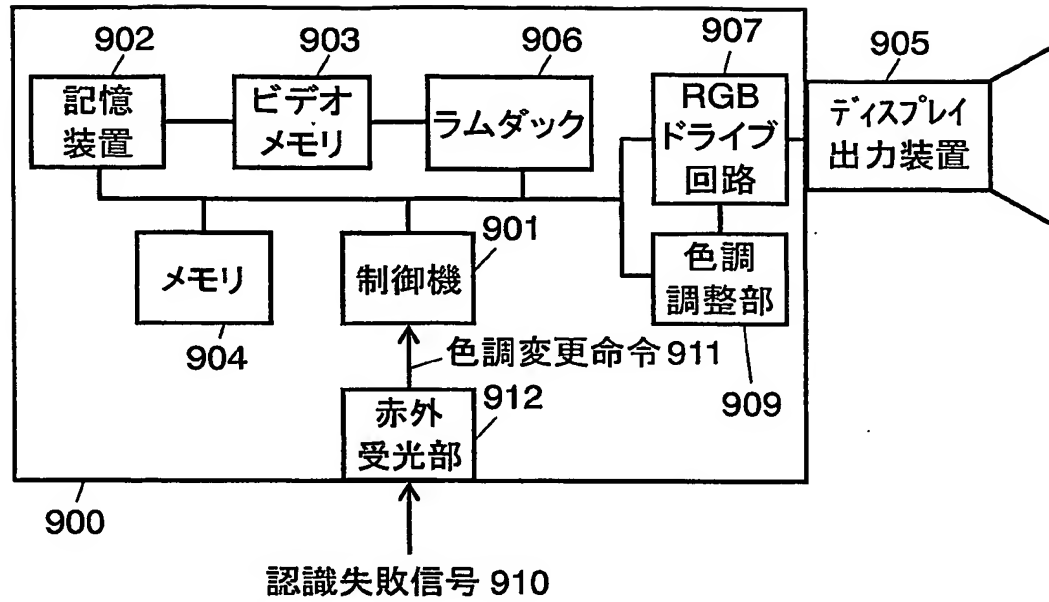 902
903
906
907
905
記憶
装置
ビデオ
メモリ
ラムダック
RGB
ドライブ
回路
ディスプレイ
出力装置
901
メモリ
制御機
色調
調整部
904
色調変更命令 911
909
912
赤外
受光部
900
認識失敗信号 910